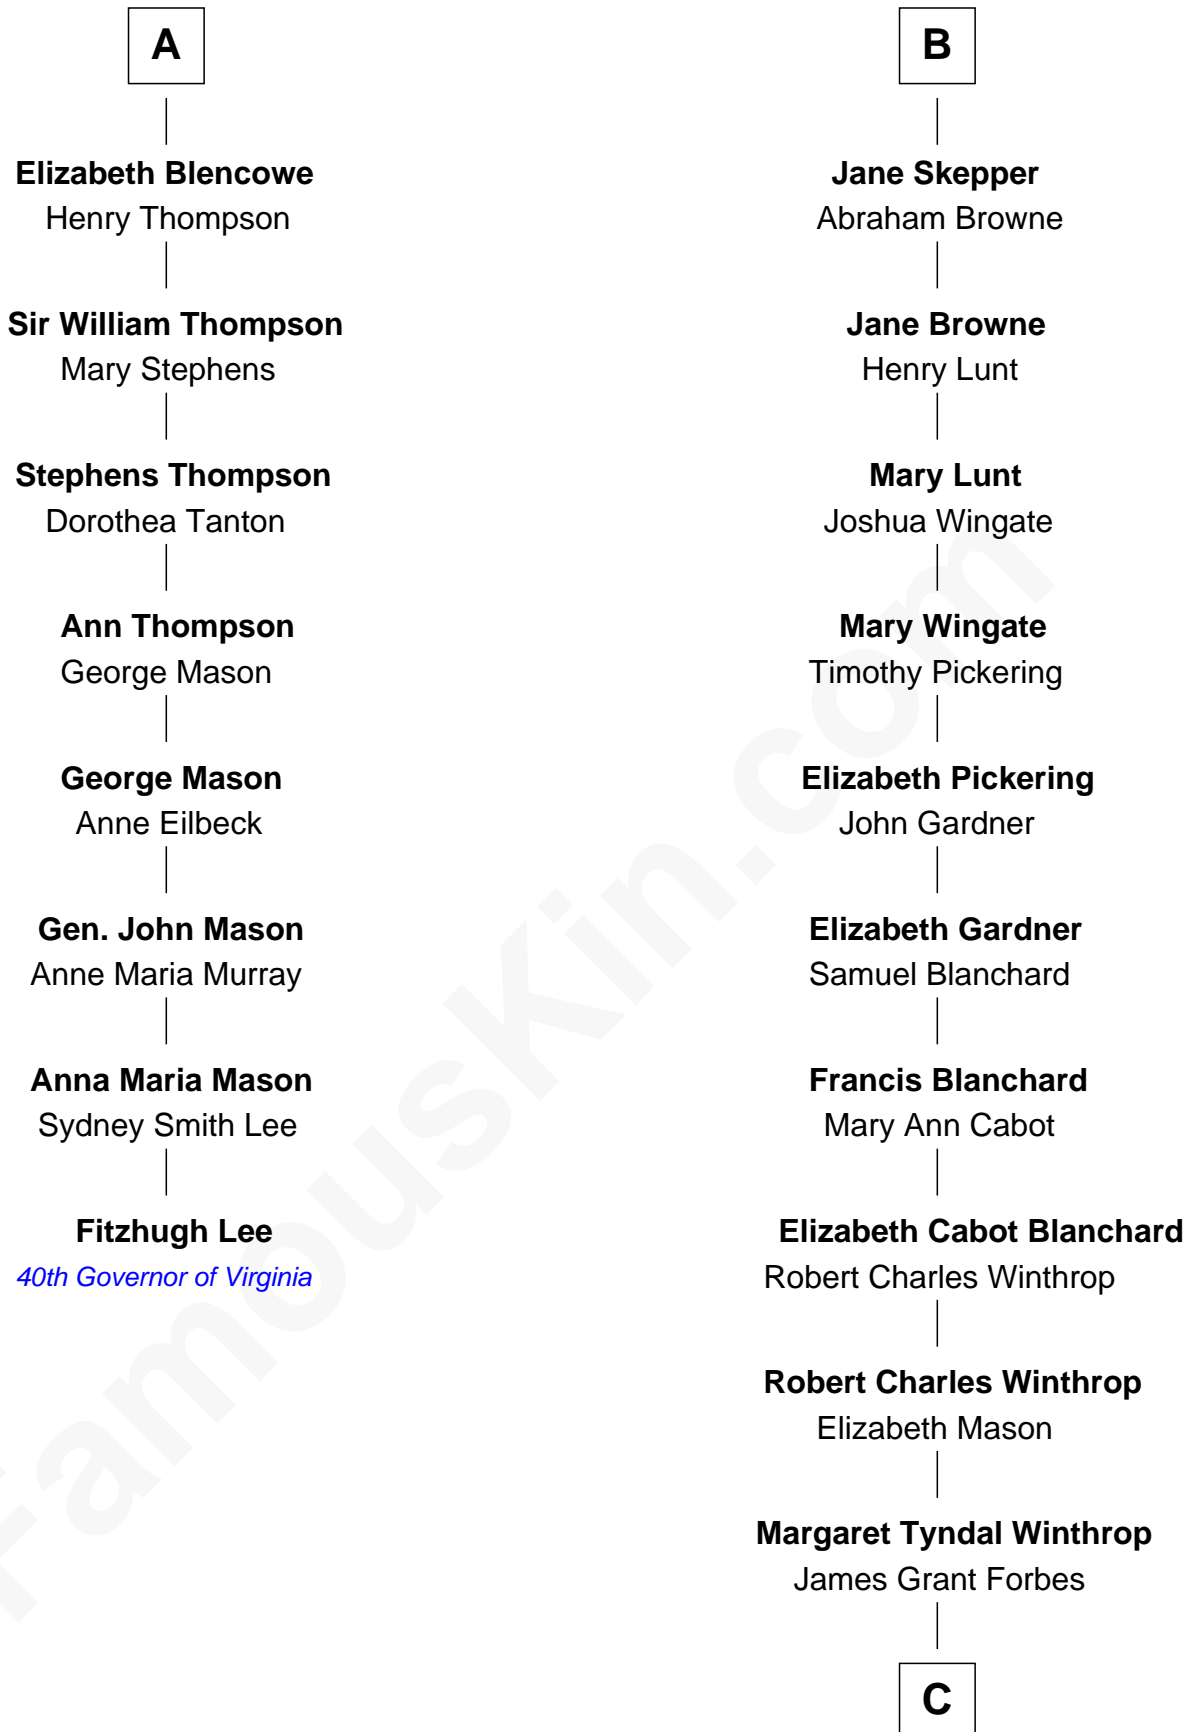 A
Elizabeth Blencowe
Henry Thompson
Sir William Thompson
Mary Stephens
Stephens Thompson
Dorothea Tanton
Ann Thompson
George Mason
George Mason
Anne Eilbeck
Gen. John Mason
Anne Maria Murray
Anna Maria Mason
Sydney Smith Lee
Fitzhugh Lee
40th Governor of Virginia
B
Jane Skepper
Abraham Browne
Jane Browne
Henry Lunt
Mary Lunt
Joshua Wingate
Mary Wingate
Timothy Pickering
Elizabeth Pickering
John Gardner
Elizabeth Gardner
Samuel Blanchard
Francis Blanchard
Mary Ann Cabot
Elizabeth Cabot Blanchard
Robert Charles Winthrop
Robert Charles Winthrop
Elizabeth Mason
Margaret Tyndal Winthrop
James Grant Forbes
C
FamousKin.com